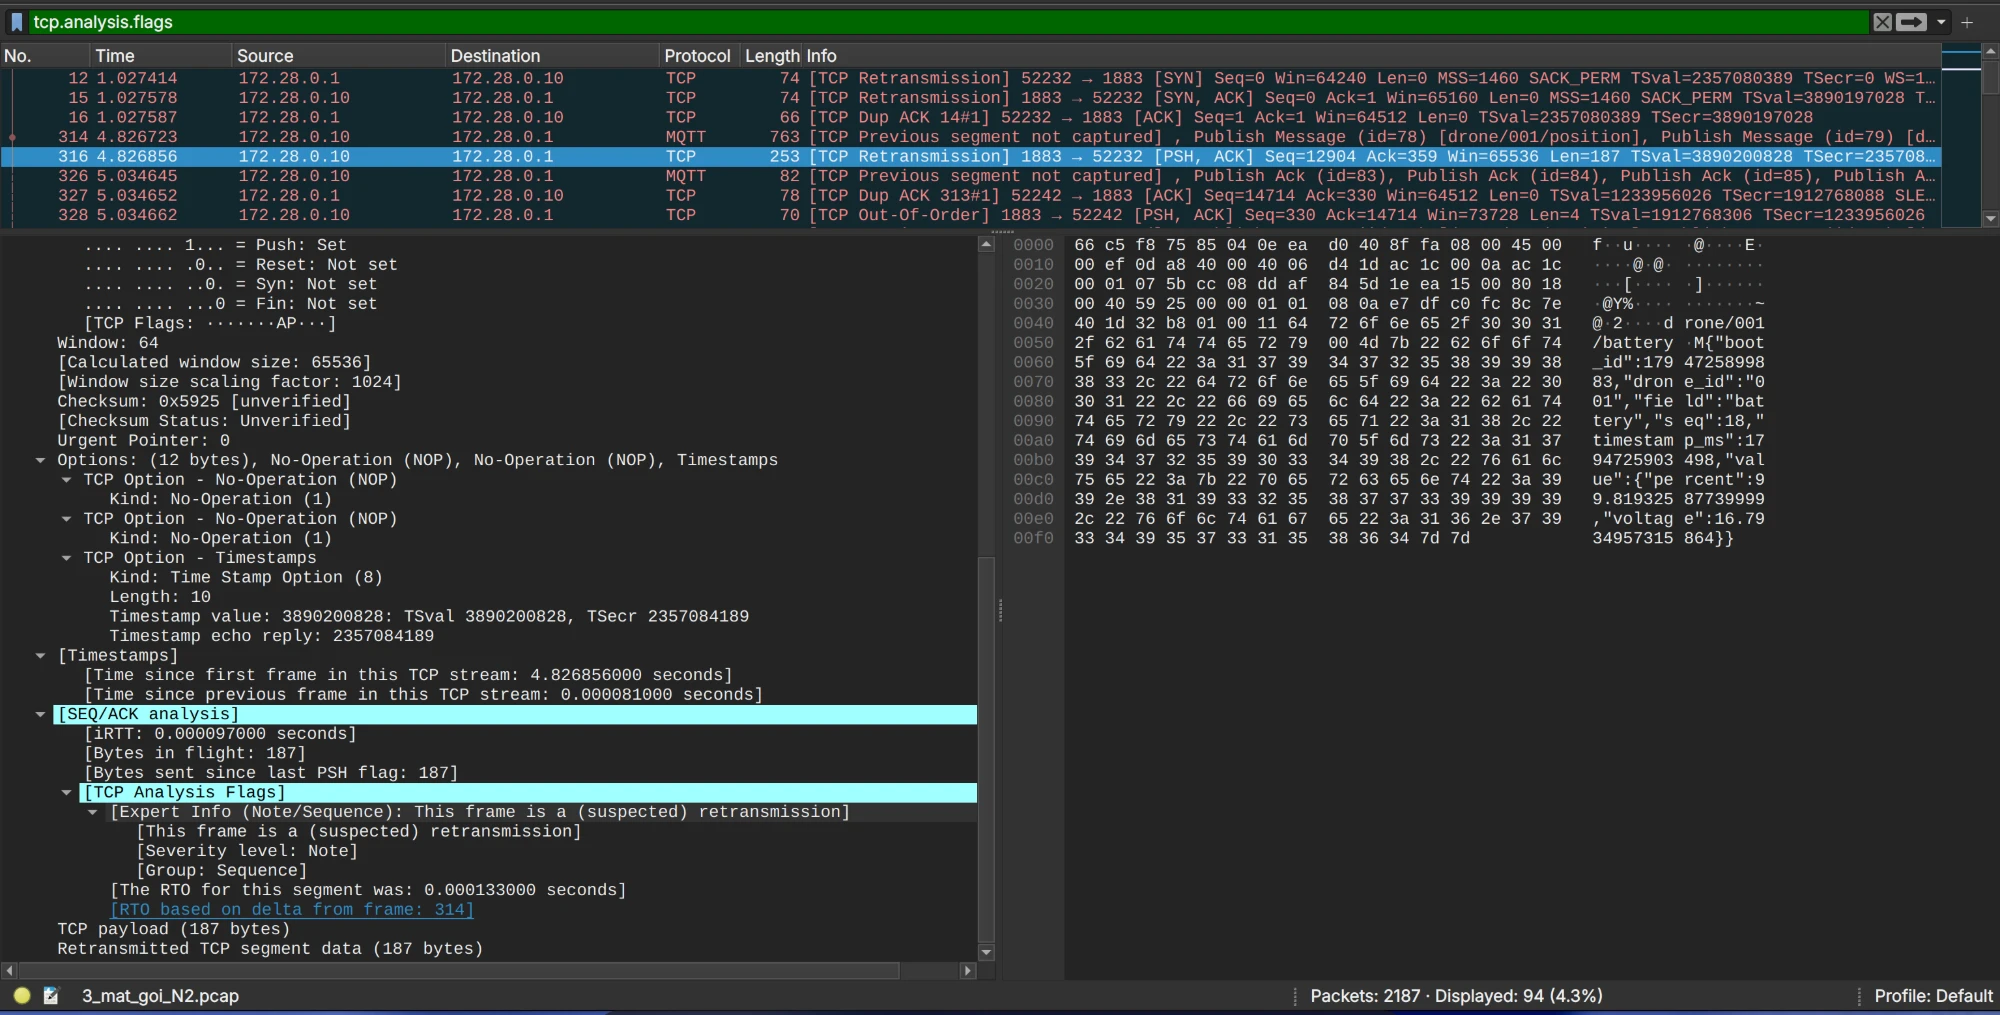 tcp.analysis.flags
No. Time Source Destination Protocol Length Info
12 1.027414 172.28.0.1 172.28.0.10 TCP 74 [TCP Retransmission] 52232 → 1883 [SYN] Seq=0 Win=64240 Len=0 MSS=1460 SACK_PERM TSval=2357080389 TSecr=0 WS=1…
15 1.027578 172.28.0.10 172.28.0.1 TCP 74 [TCP Retransmission] 1883 → 52232 [SYN, ACK] Seq=0 Ack=1 Win=65160 Len=0 MSS=1460 SACK_PERM TSval=3890197028 T…
16 1.027587 172.28.0.1 172.28.0.10 TCP 66 [TCP Dup ACK 14#1] 52232 → 1883 [ACK] Seq=1 Ack=1 Win=64512 Len=0 TSval=2357080389 TSecr=3890197028
314 4.826723 172.28.0.10 172.28.0.1 MQTT 763 [TCP Previous segment not captured] , Publish Message (id=78) [drone/001/position], Publish Message (id=79) [d…
316 4.826856 172.28.0.10 172.28.0.1 TCP 253 [TCP Retransmission] 1883 → 52232 [PSH, ACK] Seq=12904 Ack=359 Win=65536 Len=187 TSval=3890200828 TSecr=235708…
326 5.034645 172.28.0.10 172.28.0.1 MQTT 82 [TCP Previous segment not captured] , Publish Ack (id=83), Publish Ack (id=84), Publish Ack (id=85), Publish A…
327 5.034652 172.28.0.1 172.28.0.10 TCP 78 [TCP Dup ACK 313#1] 52242 → 1883 [ACK] Seq=14714 Ack=330 Win=64512 Len=0 TSval=1233956026 TSecr=1912768088 SLE…
328 5.034662 172.28.0.10 172.28.0.1 TCP 70 [TCP Out-Of-Order] 1883 → 52242 [PSH, ACK] Seq=330 Ack=14714 Win=73728 Len=4 TSval=1912768306 TSecr=1233956026
.... .... 1... = Push: Set
.... .... .0.. = Reset: Not set
.... .... ..0. = Syn: Not set
.... .... ...0 = Fin: Not set
[TCP Flags: ·······AP···]
Window: 64
[Calculated window size: 65536]
[Window size scaling factor: 1024]
Checksum: 0x5925 [unverified]
[Checksum Status: Unverified]
Urgent Pointer: 0
Options: (12 bytes), No-Operation (NOP), No-Operation (NOP), Timestamps
TCP Option - No-Operation (NOP)
Kind: No-Operation (1)
TCP Option - No-Operation (NOP)
Kind: No-Operation (1)
TCP Option - Timestamps
Kind: Time Stamp Option (8)
Length: 10
Timestamp value: 3890200828: TSval 3890200828, TSecr 2357084189
Timestamp echo reply: 2357084189
[Timestamps]
[Time since first frame in this TCP stream: 4.826856000 seconds]
[Time since previous frame in this TCP stream: 0.000081000 seconds]
[SEQ/ACK analysis]
[iRTT: 0.000097000 seconds]
[Bytes in flight: 187]
[Bytes sent since last PSH flag: 187]
[TCP Analysis Flags]
[Expert Info (Note/Sequence): This frame is a (suspected) retransmission]
[This frame is a (suspected) retransmission]
[Severity level: Note]
[Group: Sequence]
[The RTO for this segment was: 0.000133000 seconds]
[RTO based on delta from frame: 314]
TCP payload (187 bytes)
Retransmitted TCP segment data (187 bytes)
0000 66 c5 f8 75 85 04 0e ea d0 40 8f fa 08 00 45 00 f··u···· ·@····E·
0010 00 ef 0d a8 40 00 40 06 d4 1d ac 1c 00 0a ac 1c ····@·@· ········
0020 00 01 07 5b cc 08 dd af 84 5d 1e ea 15 00 80 18 ···[···· ·]······
0030 00 40 59 25 00 00 01 01 08 0a e7 df c0 fc 8c 7e ·@Y%···· ·······~
0040 40 1d 32 b8 01 00 11 64 72 6f 6e 65 2f 30 30 31 @·2····d rone/001
0050 2f 62 61 74 74 65 72 79 00 4d 7b 22 62 6f 6f 74 /battery ·M{"boot
0060 5f 69 64 22 3a 31 37 39 34 37 32 35 38 39 39 38 _id":179 47258998
0070 38 33 2c 22 64 72 6f 6e 65 5f 69 64 22 3a 22 30 83,"dron e_id":"0
0080 30 31 22 2c 22 66 69 65 6c 64 22 3a 22 62 61 74 01","fie ld":"bat
0090 74 65 72 79 22 2c 22 73 65 71 22 3a 31 38 2c 22 tery","s eq":18,"
00a0 74 69 6d 65 73 74 61 6d 70 5f 6d 73 22 3a 31 37 timestam p_ms":17
00b0 39 34 37 32 35 39 30 33 34 39 38 2c 22 76 61 6c 94725903 498,"val
00c0 75 65 22 3a 7b 22 70 65 72 63 65 6e 74 22 3a 39 ue":{"pe rcent":9
00d0 39 2e 38 31 39 33 32 35 38 37 37 33 39 39 39 39 9.819325 87739999
00e0 2c 22 76 6f 6c 74 61 67 65 22 3a 31 36 2e 37 39 ,"voltag e":16.79
00f0 33 34 39 35 37 33 31 35 38 36 34 7d 7d 34957315 864}}
3_mat_goi_N2.pcap Packets: 2187 · Displayed: 94 (4.3%) Profile: Default